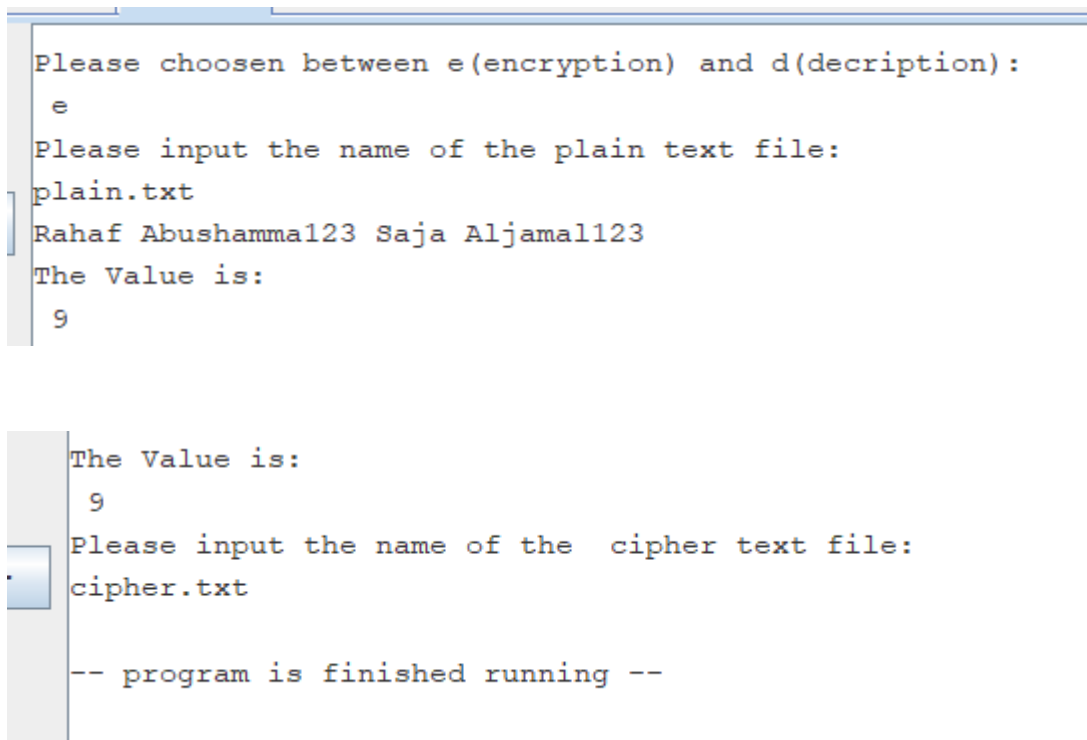 Please choosen between e(encryption) and d(decription):
e
Please input the name of the plain text file:
plain.txt
Rahaf Abushamma123 Saja Aljamal123
The Value is:
9
The Value is:
9
Please input the name of the  cipher text file:
cipher.txt
-- program is finished running --